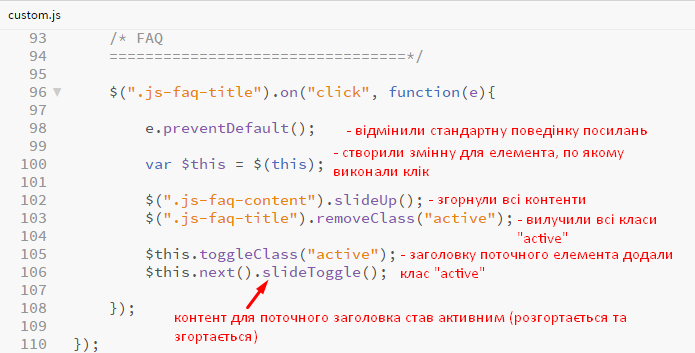 custom.js
93 /* FAQ
94 =================================*/
95
96 $(".js-faq-title").on("click", function(e){
97
98 e.preventDefault(); - відмінили стандартну поведінку посилань
99
100 var $this = $(this); - створили змінну для елемента, по якому
виконали клік
101
102 $(".js-faq-content").slideUp(); - згорнули всі контенти
103 $(".js-faq-title").removeClass("active"); - вилучили всі класи
"active"
104
105 $this.toggleClass("active"); - заголовку поточного елемента додали
106 $this.next().slideToggle(); клас "active"
107
108 });
109 контент для поточного заголовка став активним (розгортається та
згортається)
110 });